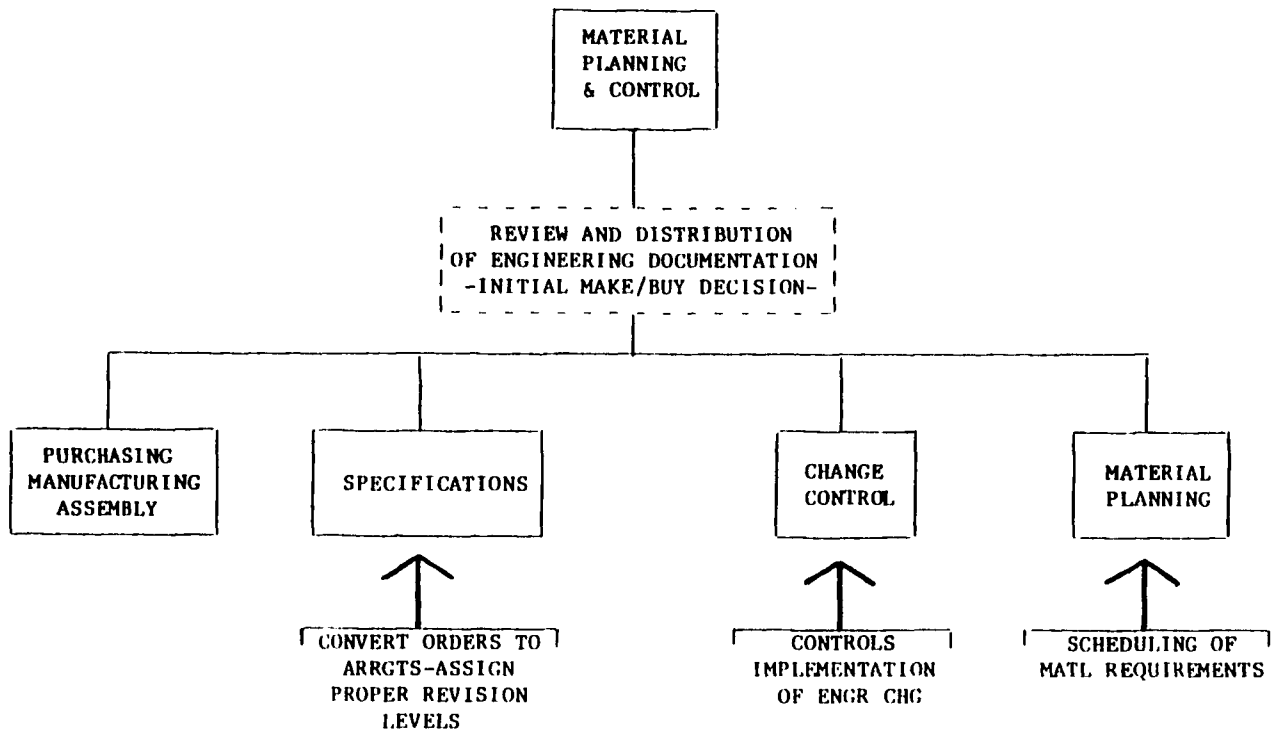 MATERIAL
PLANNING
& CONTROL
REVIEW AND DISTRIBUTION
OF ENGINEERING DOCUMENTATION
-INITIAL MAKE/BUY DECISION-
PURCHASING
MANUFACTURING
ASSEMBLY
SPECIFICATIONS
CHANGE
CONTROL
MATERIAL
PLANNING
CONVERT ORDERS TO
ARRGTS-ASSIGN
PROPER REVISION
LEVELS
CONTROLS
IMPLEMENTATION
OF ENGR CHG
SCHEDULING OF
MATL REQUIREMENTS